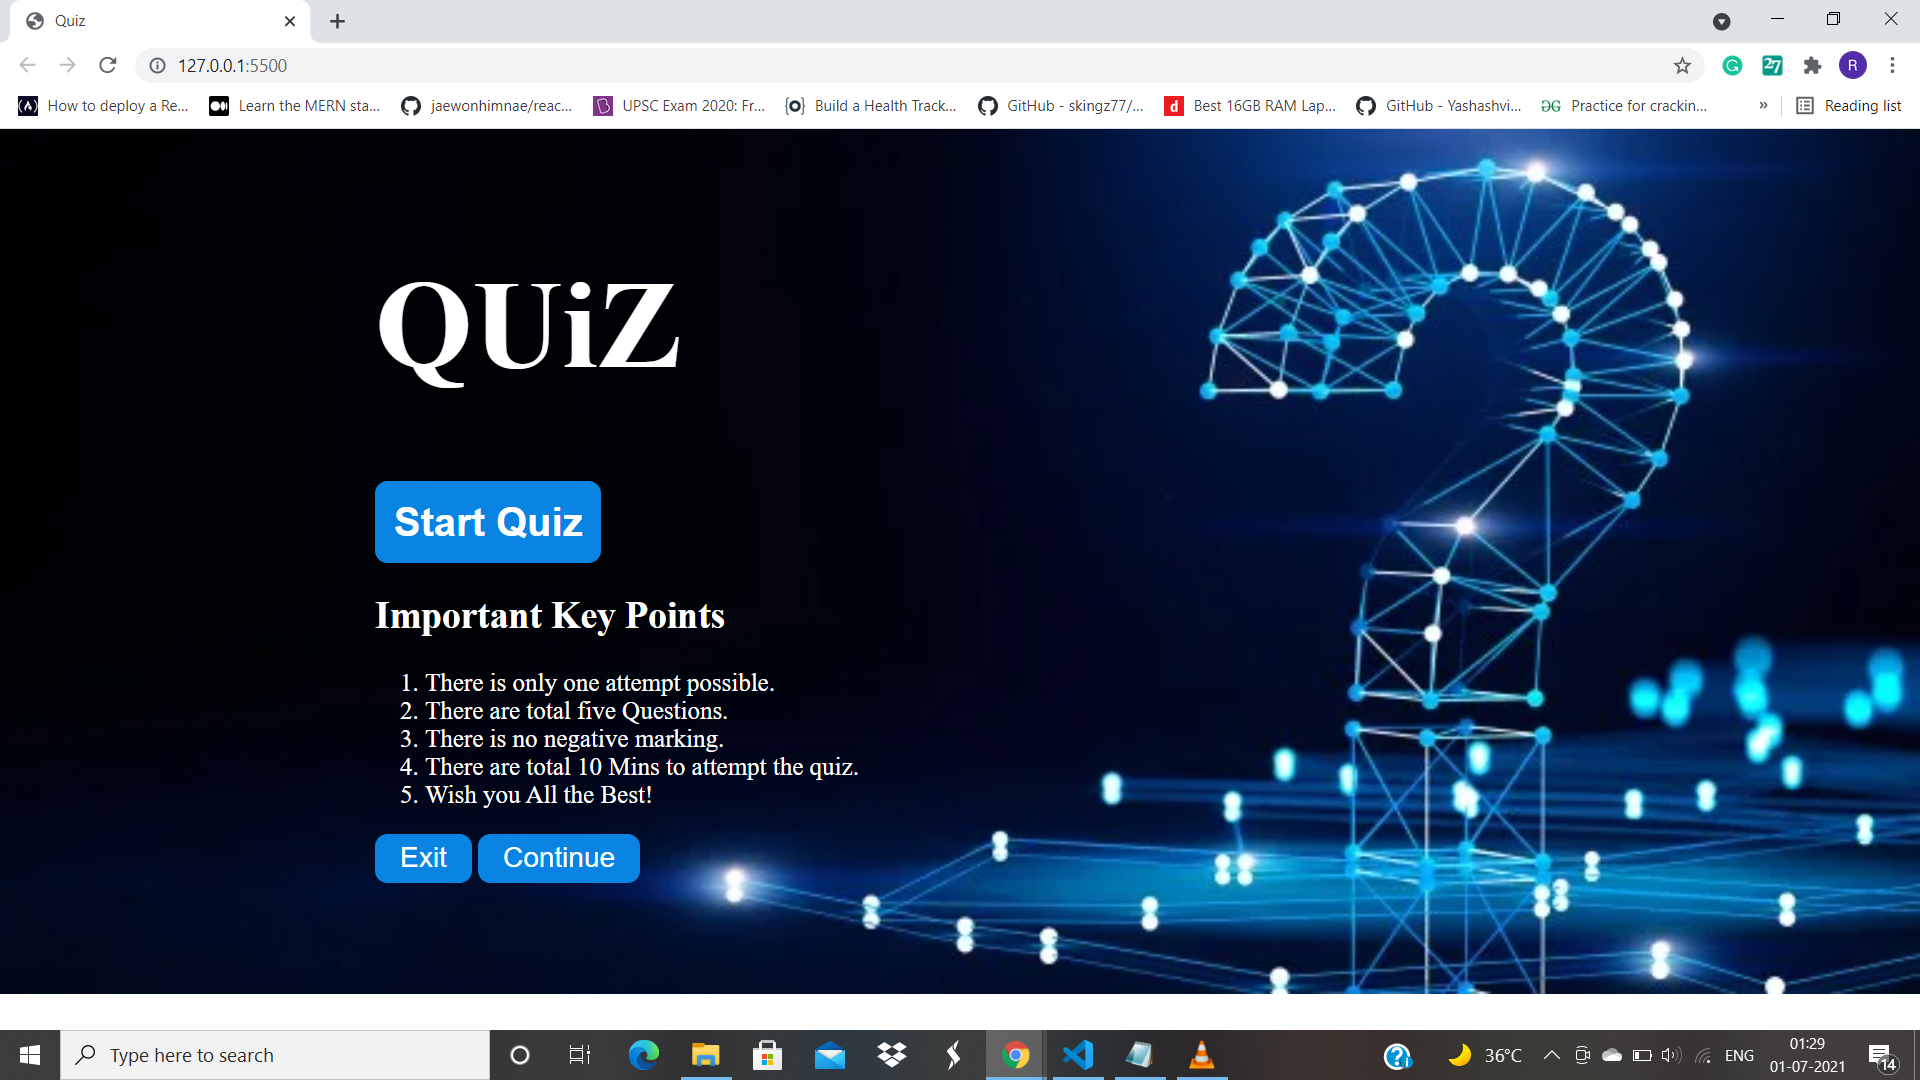 Quiz
127.0.0.1:5500
R
How to deploy a Re...
Learn the MERN sta...
jaewonhimnae/reac...
UPSC Exam 2020: Fr...
Build a Health Track...
GitHub - skingz77/...
d
Best 16GB RAM Lap...
GitHub - Yashashvi...
Practice for crackin...
»
Reading list
QUiZ
Start Quiz
Important Key Points
1. There is only one attempt possible.
2. There are total five Questions.
3. There is no negative marking.
4. There are total 10 Mins to attempt the quiz.
5. Wish you All the Best!
Exit
Continue
Type here to search
36°C
ENG
01:29
01-07-2021
14